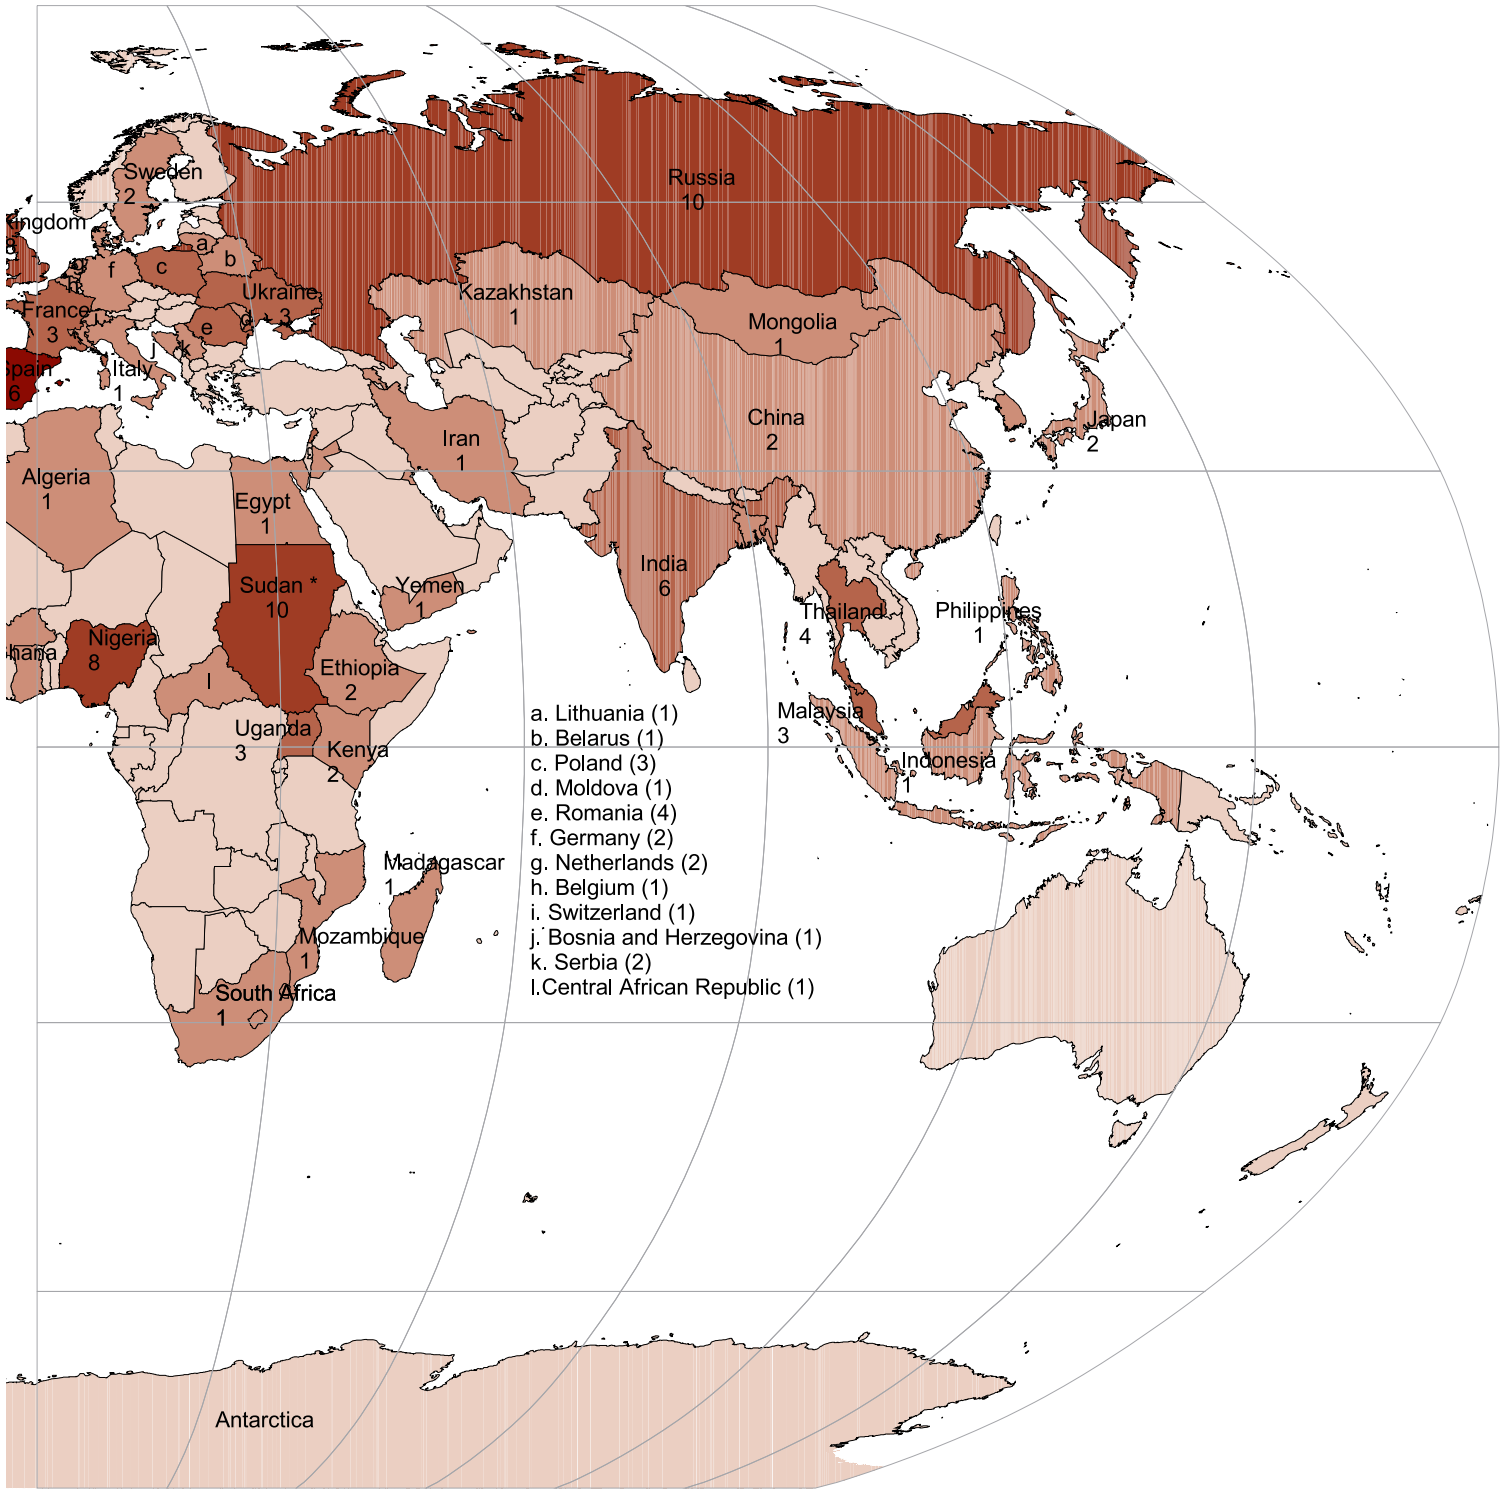 Sweden
2
Russia
10
Kingdom
8
a
b
c
f
g
h
Ukraine
3
Kazakhstan
1
France
3
i
e
d
Mongolia
1
j
k
Spain
6
Italy
1
China
2
Japan
2
Iran
1
Algeria
1
Egypt
1
India
6
Sudan *
10
Yemen
1
Thailand
4
Philippines
1
Nigeria
8
hana
l
Ethiopia
2
Uganda
3
Kenya
2
Malaysia
3
Indonesia
1
a. Lithuania (1)
b. Belarus (1)
c. Poland (3)
d. Moldova (1)
e. Romania (4)
f. Germany (2)
g. Netherlands (2)
h. Belgium (1)
i. Switzerland (1)
j. Bosnia and Herzegovina (1)
k. Serbia (2)
l.Central African Republic (1)
Madagascar
1
Mozambique
1
South Africa
1
Antarctica